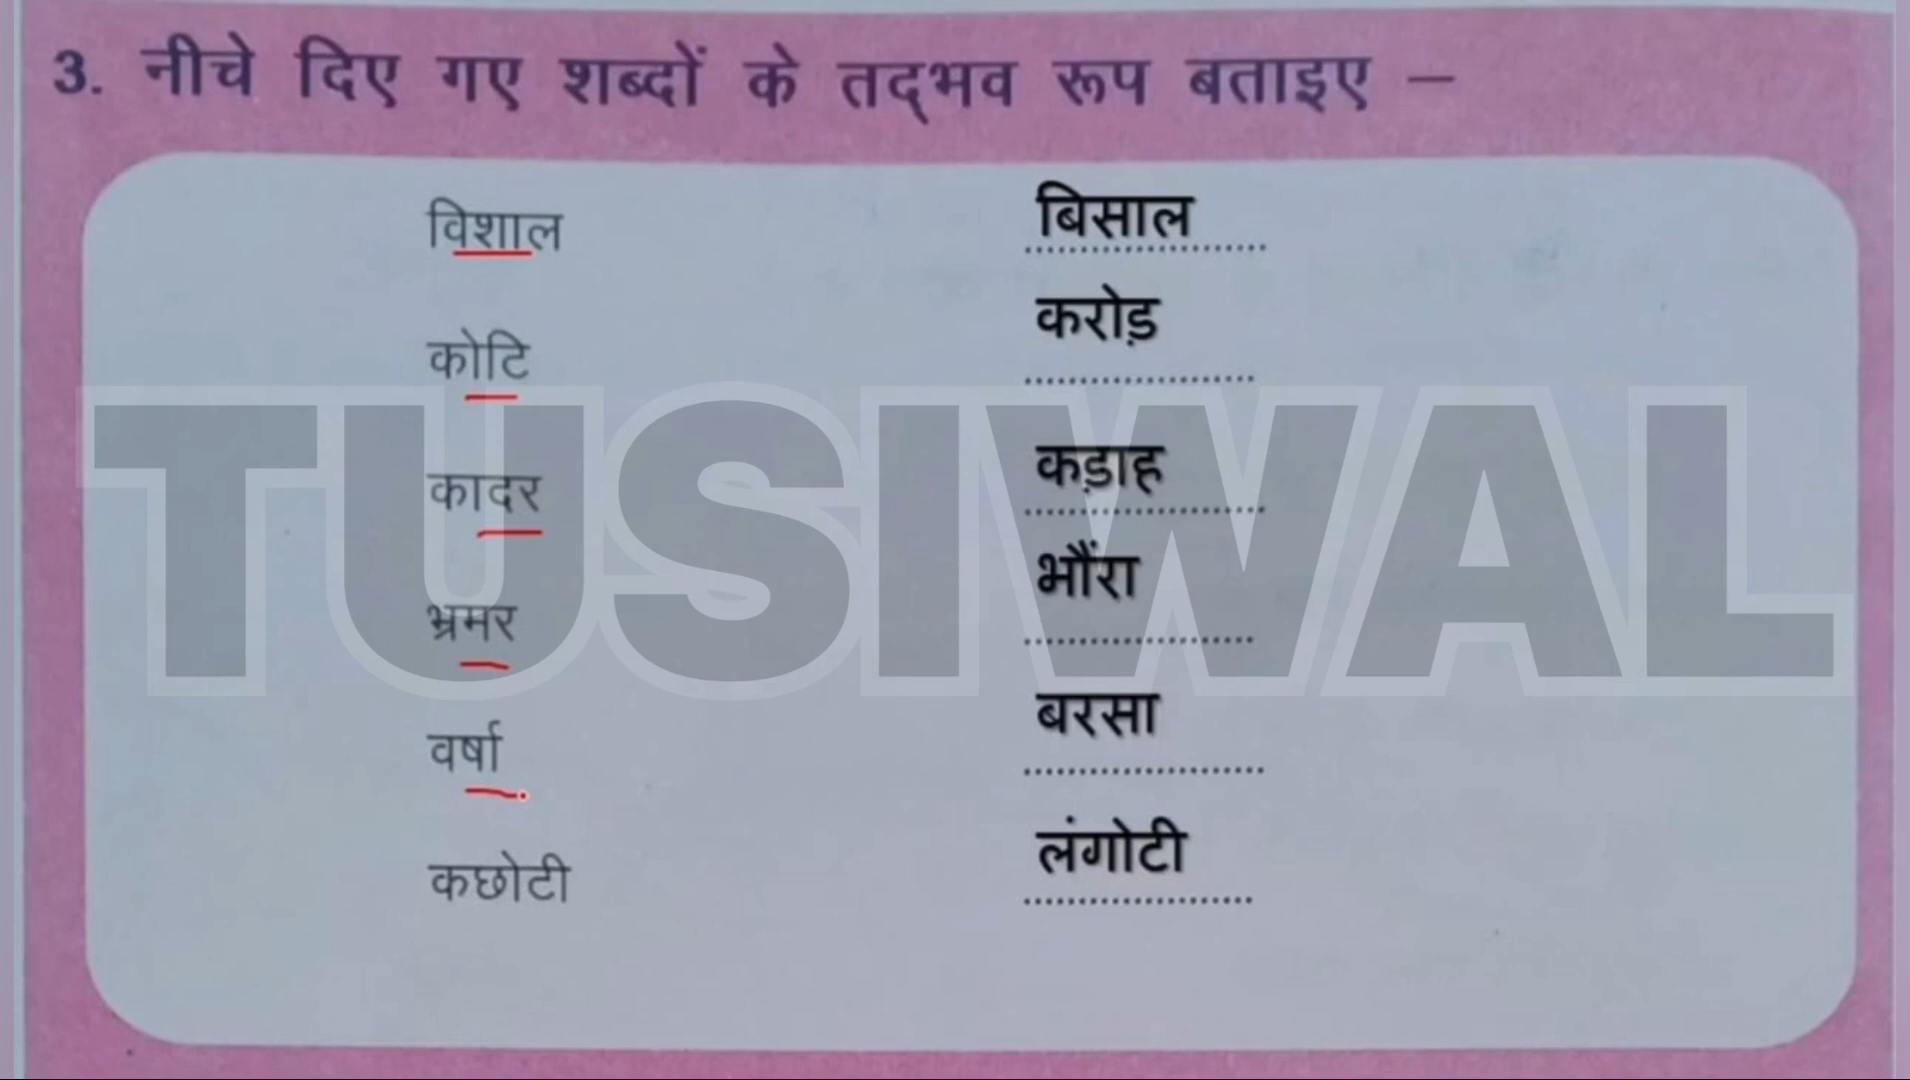 3. नीचे दिए गए शब्दों के तद्भव रूप बताइए –
विशाल बिसाल
कोटि करोड़
कादर कड़ाह
भ्रमर भौंरा
वर्षा बरसा
कछोटी लंगोटी
TUSIWAL